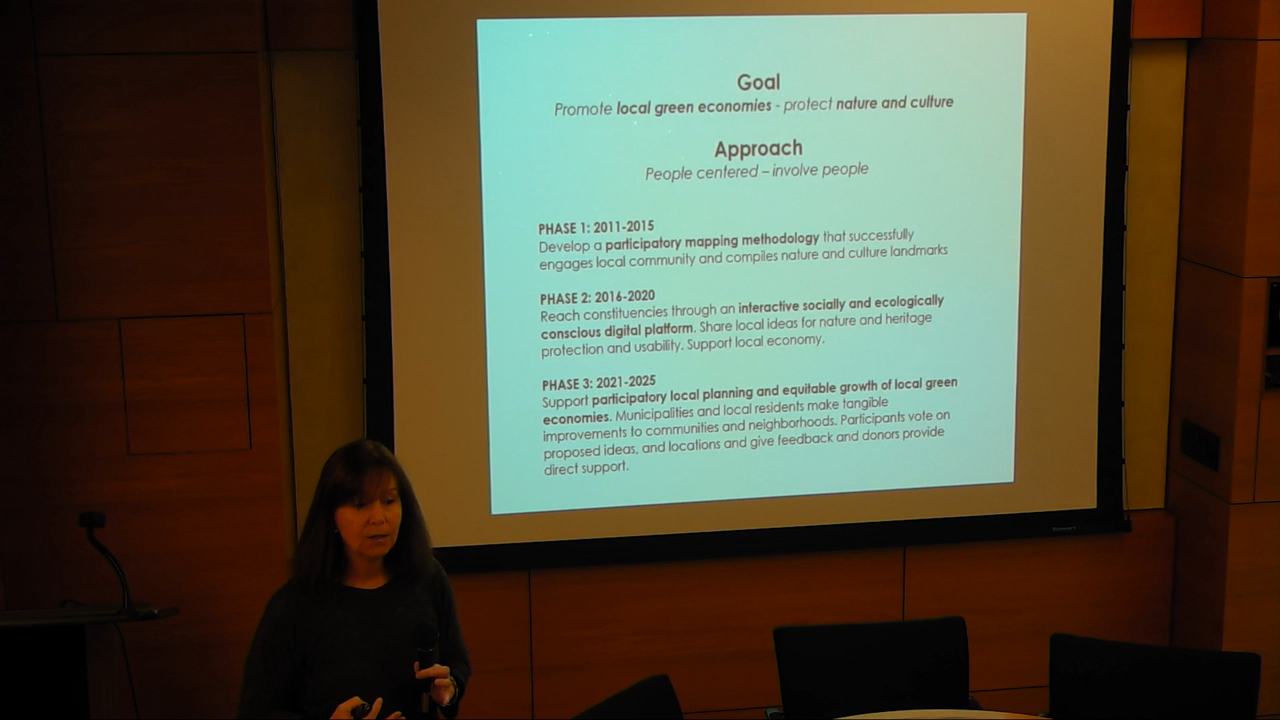 Goal
Promote local green economies - protect nature and culture
Approach
People centered – involve people
PHASE 1: 2011-2015
Develop a participatory mapping methodology that successfully
engages local community and compiles nature and culture landmarks
PHASE 2: 2016-2020
Reach constituencies through an interactive socially and ecologically
conscious digital platform. Share local ideas for nature and heritage
protection and usability. Support local economy.
PHASE 3: 2021-2025
Support participatory local planning and equitable growth of local green
economies. Municipalities and local residents make tangible
improvements to communities and neighborhoods. Participants vote on
proposed ideas, and locations and give feedback and donors provide
direct support.